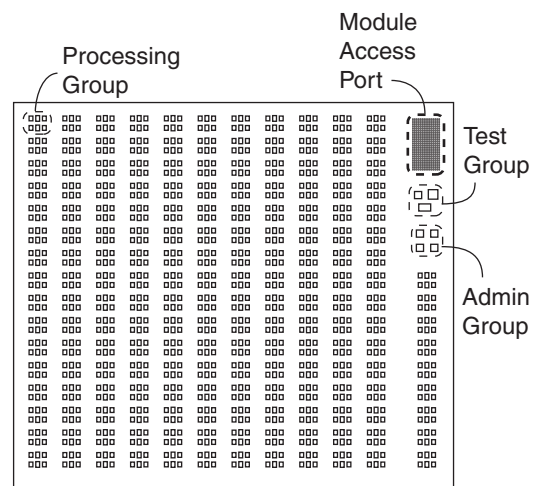 Processing
Group
Module
Access
Port
Test
Group
Admin
Group